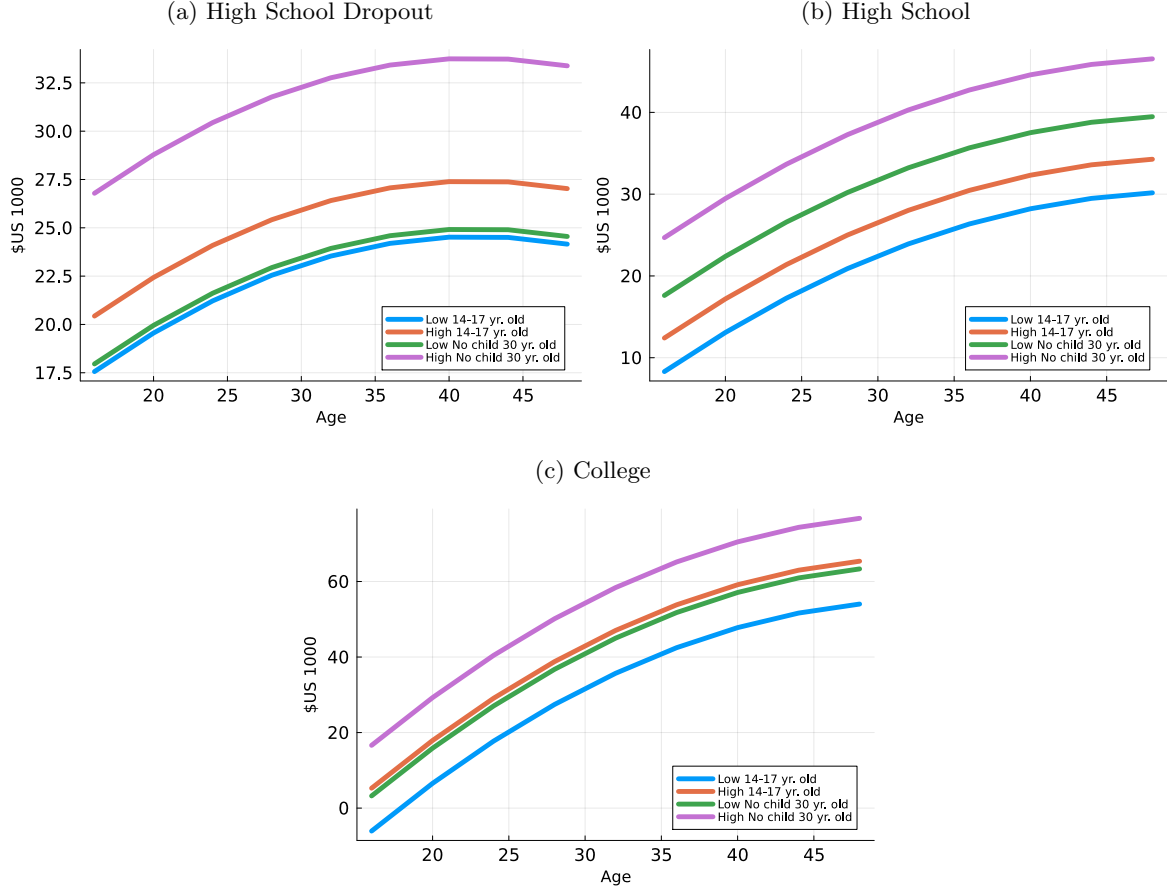 (a) High School Dropout
32.5
30.0
27.5
25.0
22.5
20.0
17.5
$US 1000
20 25 30 35 40 45
Age
Low 14-17 yr. old
High 14-17 yr. old
Low No child 30 yr. old
High No child 30 yr. old
(b) High School
40
30
20
10
$US 1000
20 25 30 35 40 45
Age
Low 14-17 yr. old
High 14-17 yr. old
Low No child 30 yr. old
High No child 30 yr. old
(c) College
60
40
20
0
$US 1000
20 25 30 35 40 45
Age
Low 14-17 yr. old
High 14-17 yr. old
Low No child 30 yr. old
High No child 30 yr. old